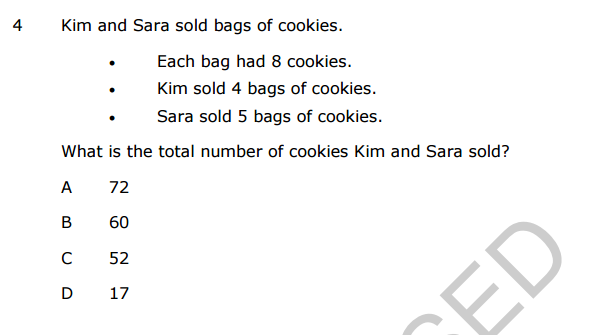 4 Kim and Sara sold bags of cookies.
• Each bag had 8 cookies.
• Kim sold 4 bags of cookies.
• Sara sold 5 bags of cookies.
What is the total number of cookies Kim and Sara sold?
A 72
B 60
C 52
D 17